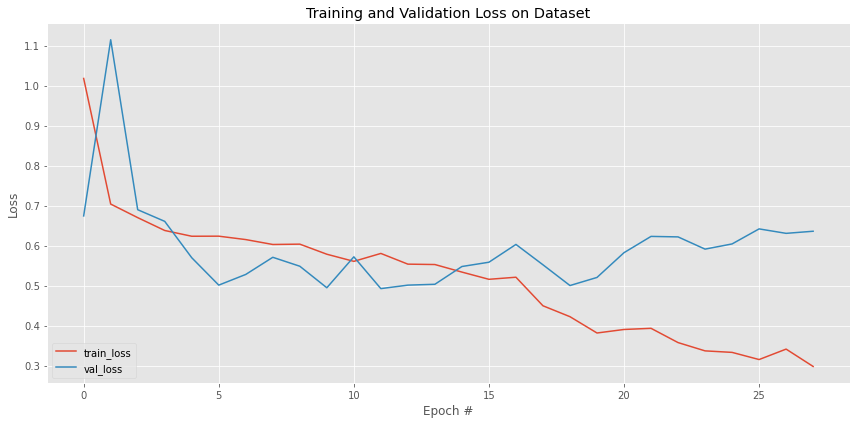 Training and Validation Loss on Dataset
1.1
1.0
0.9
0.8
0.7
0.6
0.5
0.4
0.3
Loss
train_loss
val_loss
0 5 10 15 20 25
Epoch #